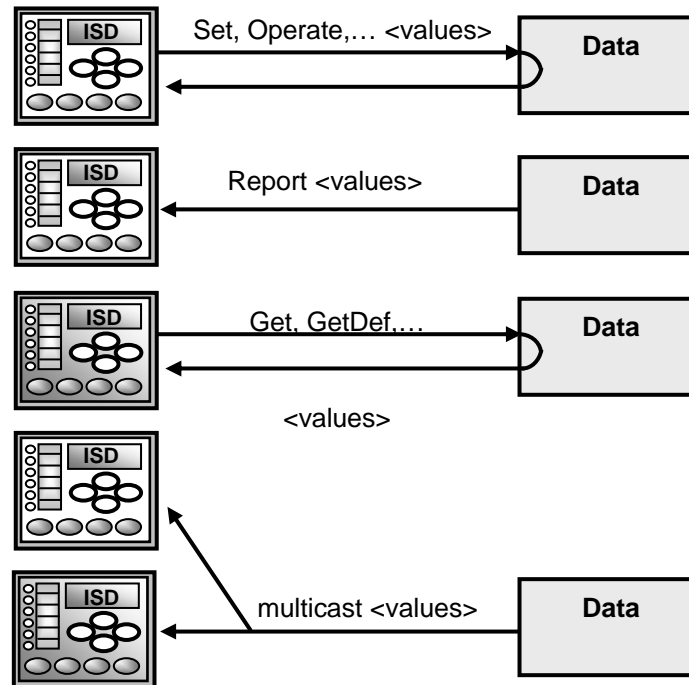 ISD
Set, Operate,… <values>
Data
ISD
Report <values>
Data
ISD
Get, GetDef,…
Data
<values>
ISD
ISD
multicast <values>
Data